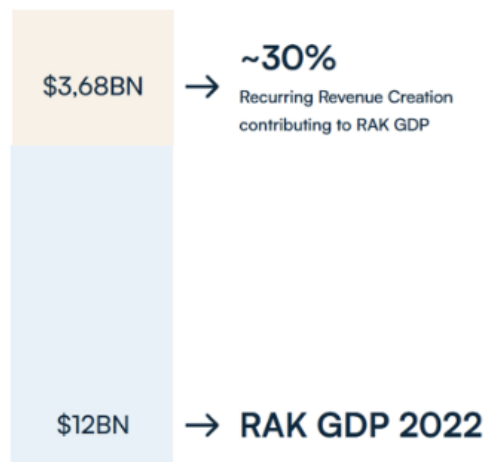 $3,68BN → ~30%
Recurring Revenue Creation
contributing to RAK GDP
$12BN → RAK GDP 2022